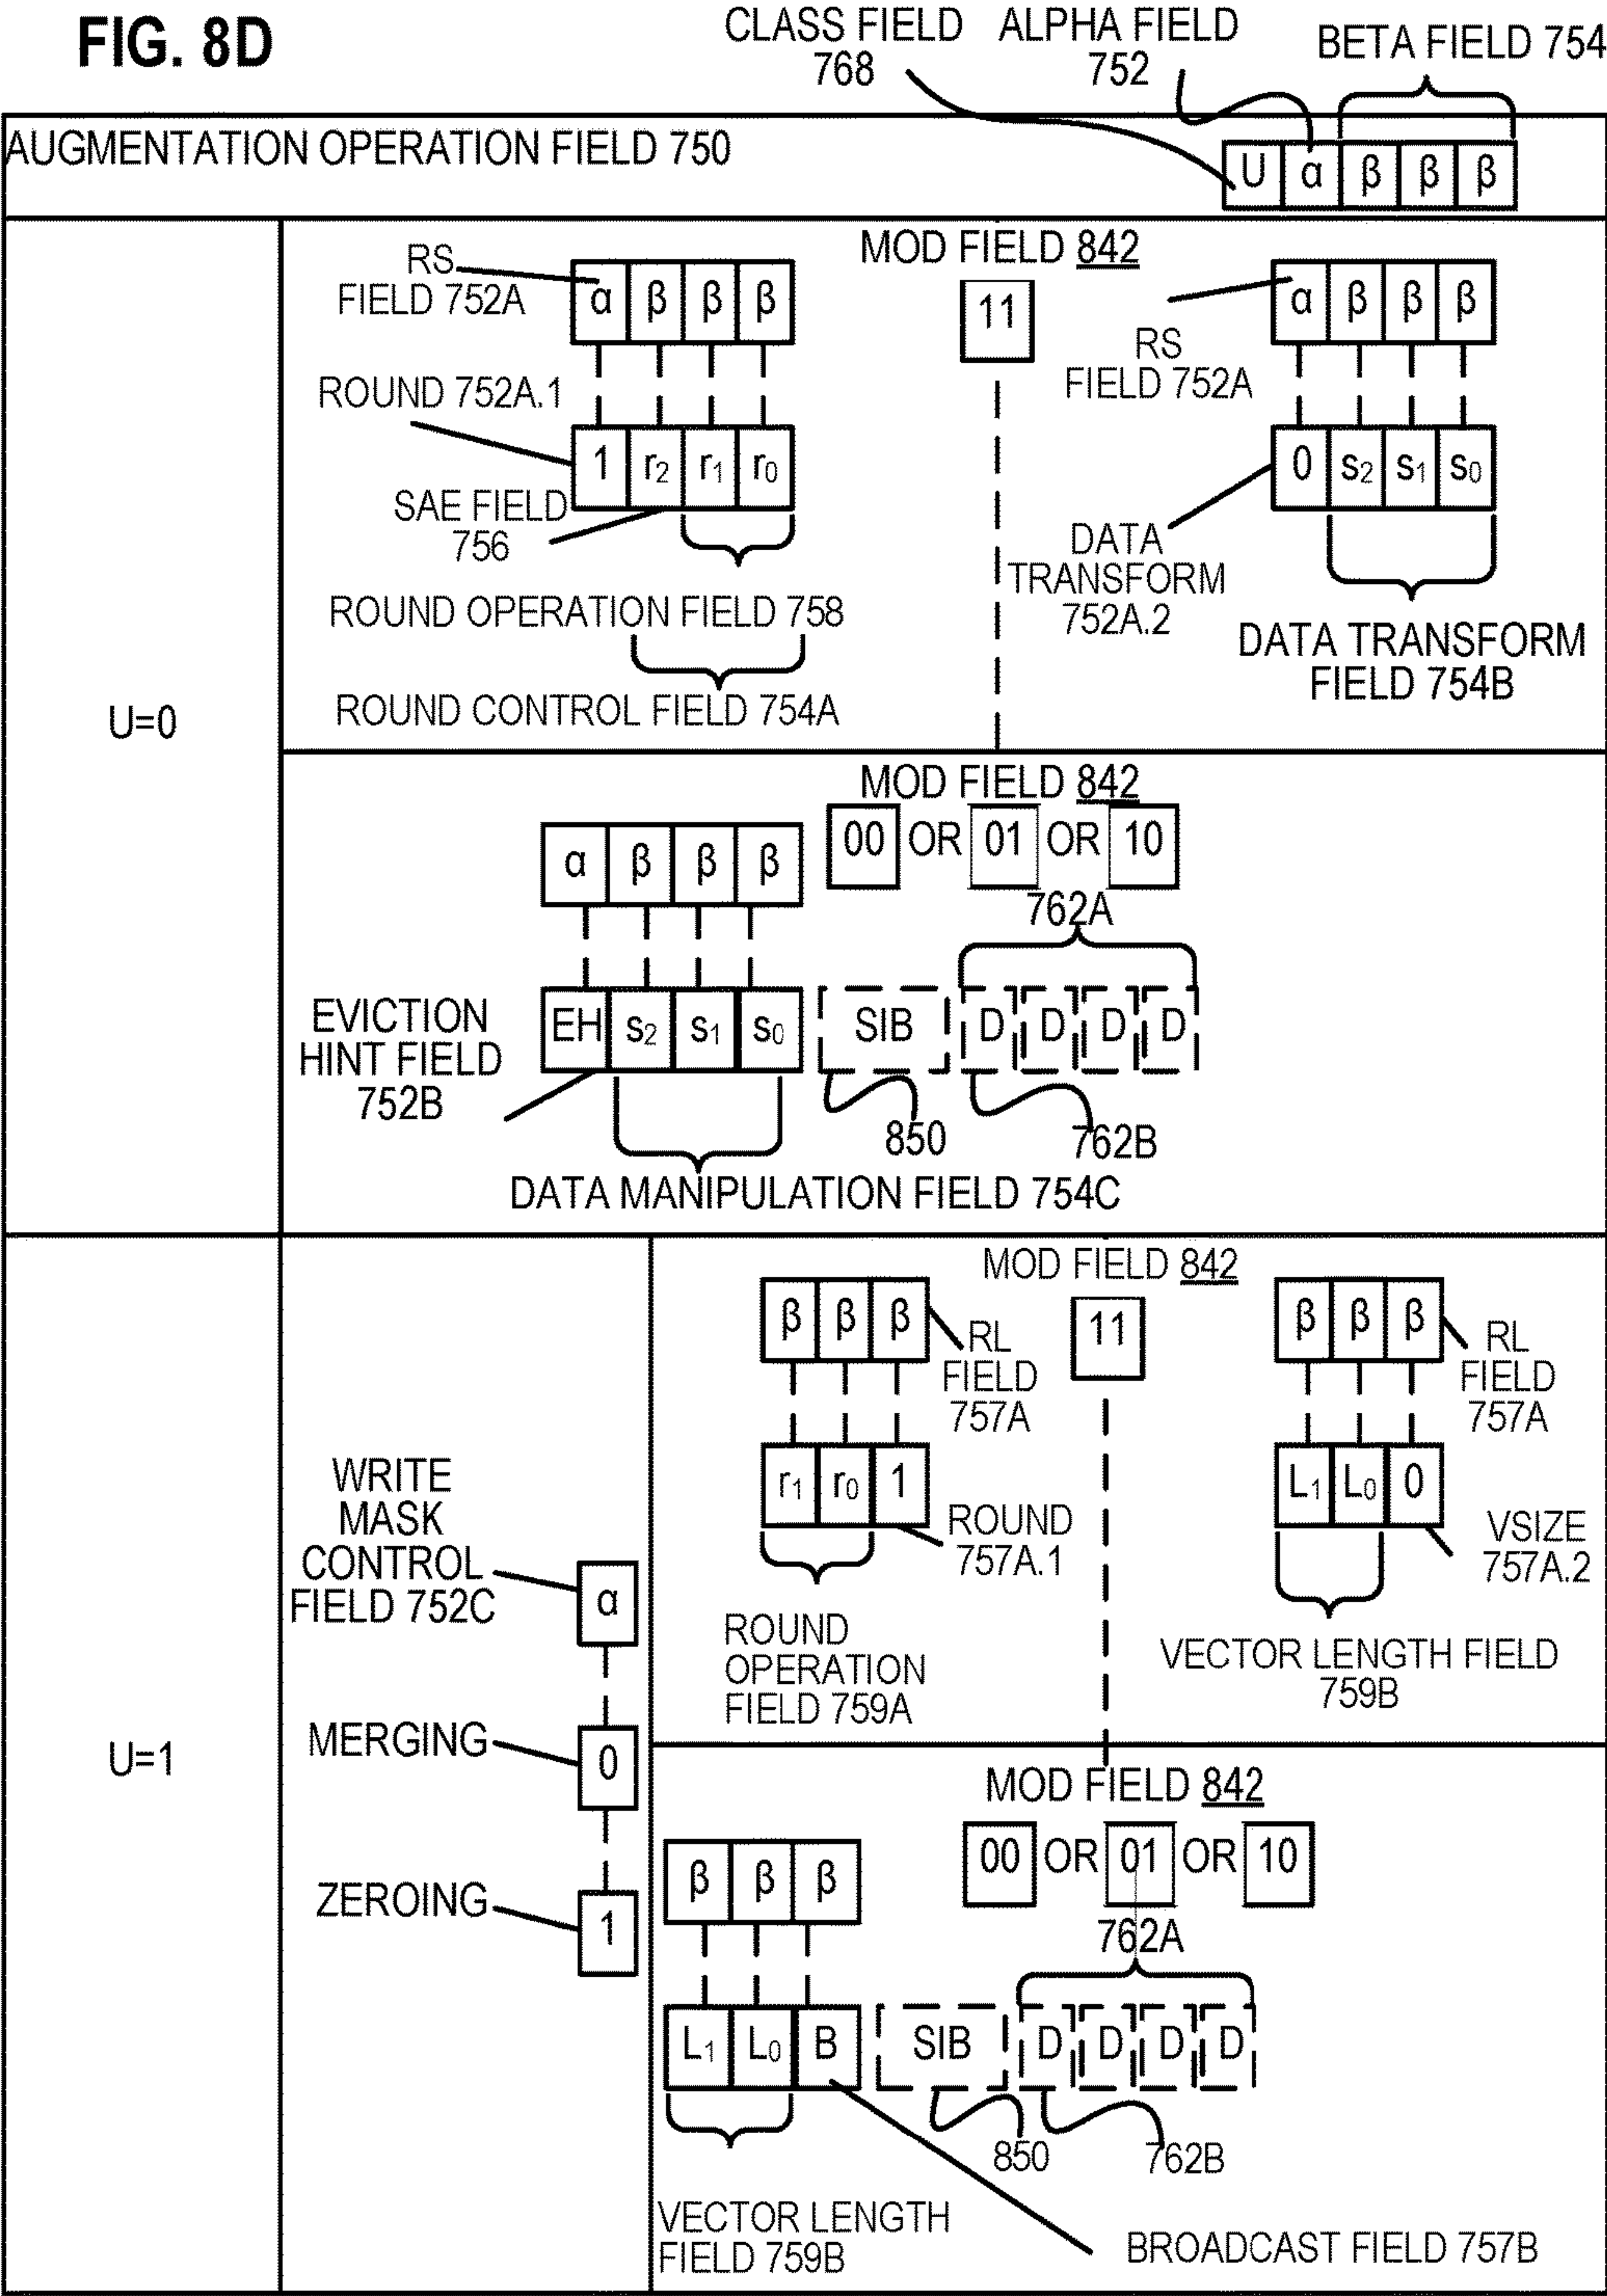 FIG. 8D
CLASS FIELD
768
ALPHA FIELD
752
BETA FIELD 754
AUGMENTATION OPERATION FIELD 750
U α β β β
U=0
MOD FIELD 842
11
RS
FIELD 752A
α β β β
ROUND 752A.1
1 r2 r1 r0
SAE FIELD
756
ROUND OPERATION FIELD 758
ROUND CONTROL FIELD 754A
α β β β
RS
FIELD 752A
0 s2 s1 s0
DATA
TRANSFORM
752A.2
DATA TRANSFORM
FIELD 754B
MOD FIELD 842
00 OR 01 OR 10
α β β β
762A
EVICTION
HINT FIELD
752B
EH s2 s1 s0 SIB D D D D
850
762B
DATA MANIPULATION FIELD 754C
U=1
WRITE
MASK
CONTROL
FIELD 752C
α
MERGING
0
ZEROING
1
MOD FIELD 842
11
β β β
RL
FIELD
757A
r1 r0 1
ROUND
757A.1
ROUND
OPERATION
FIELD 759A
β β β
RL
FIELD
757A
L1 L0 0
VSIZE
757A.2
VECTOR LENGTH FIELD
759B
MOD FIELD 842
00 OR 01 OR 10
β β β
762A
L1 L0 B SIB D D D D
850
762B
VECTOR LENGTH
FIELD 759B
BROADCAST FIELD 757B